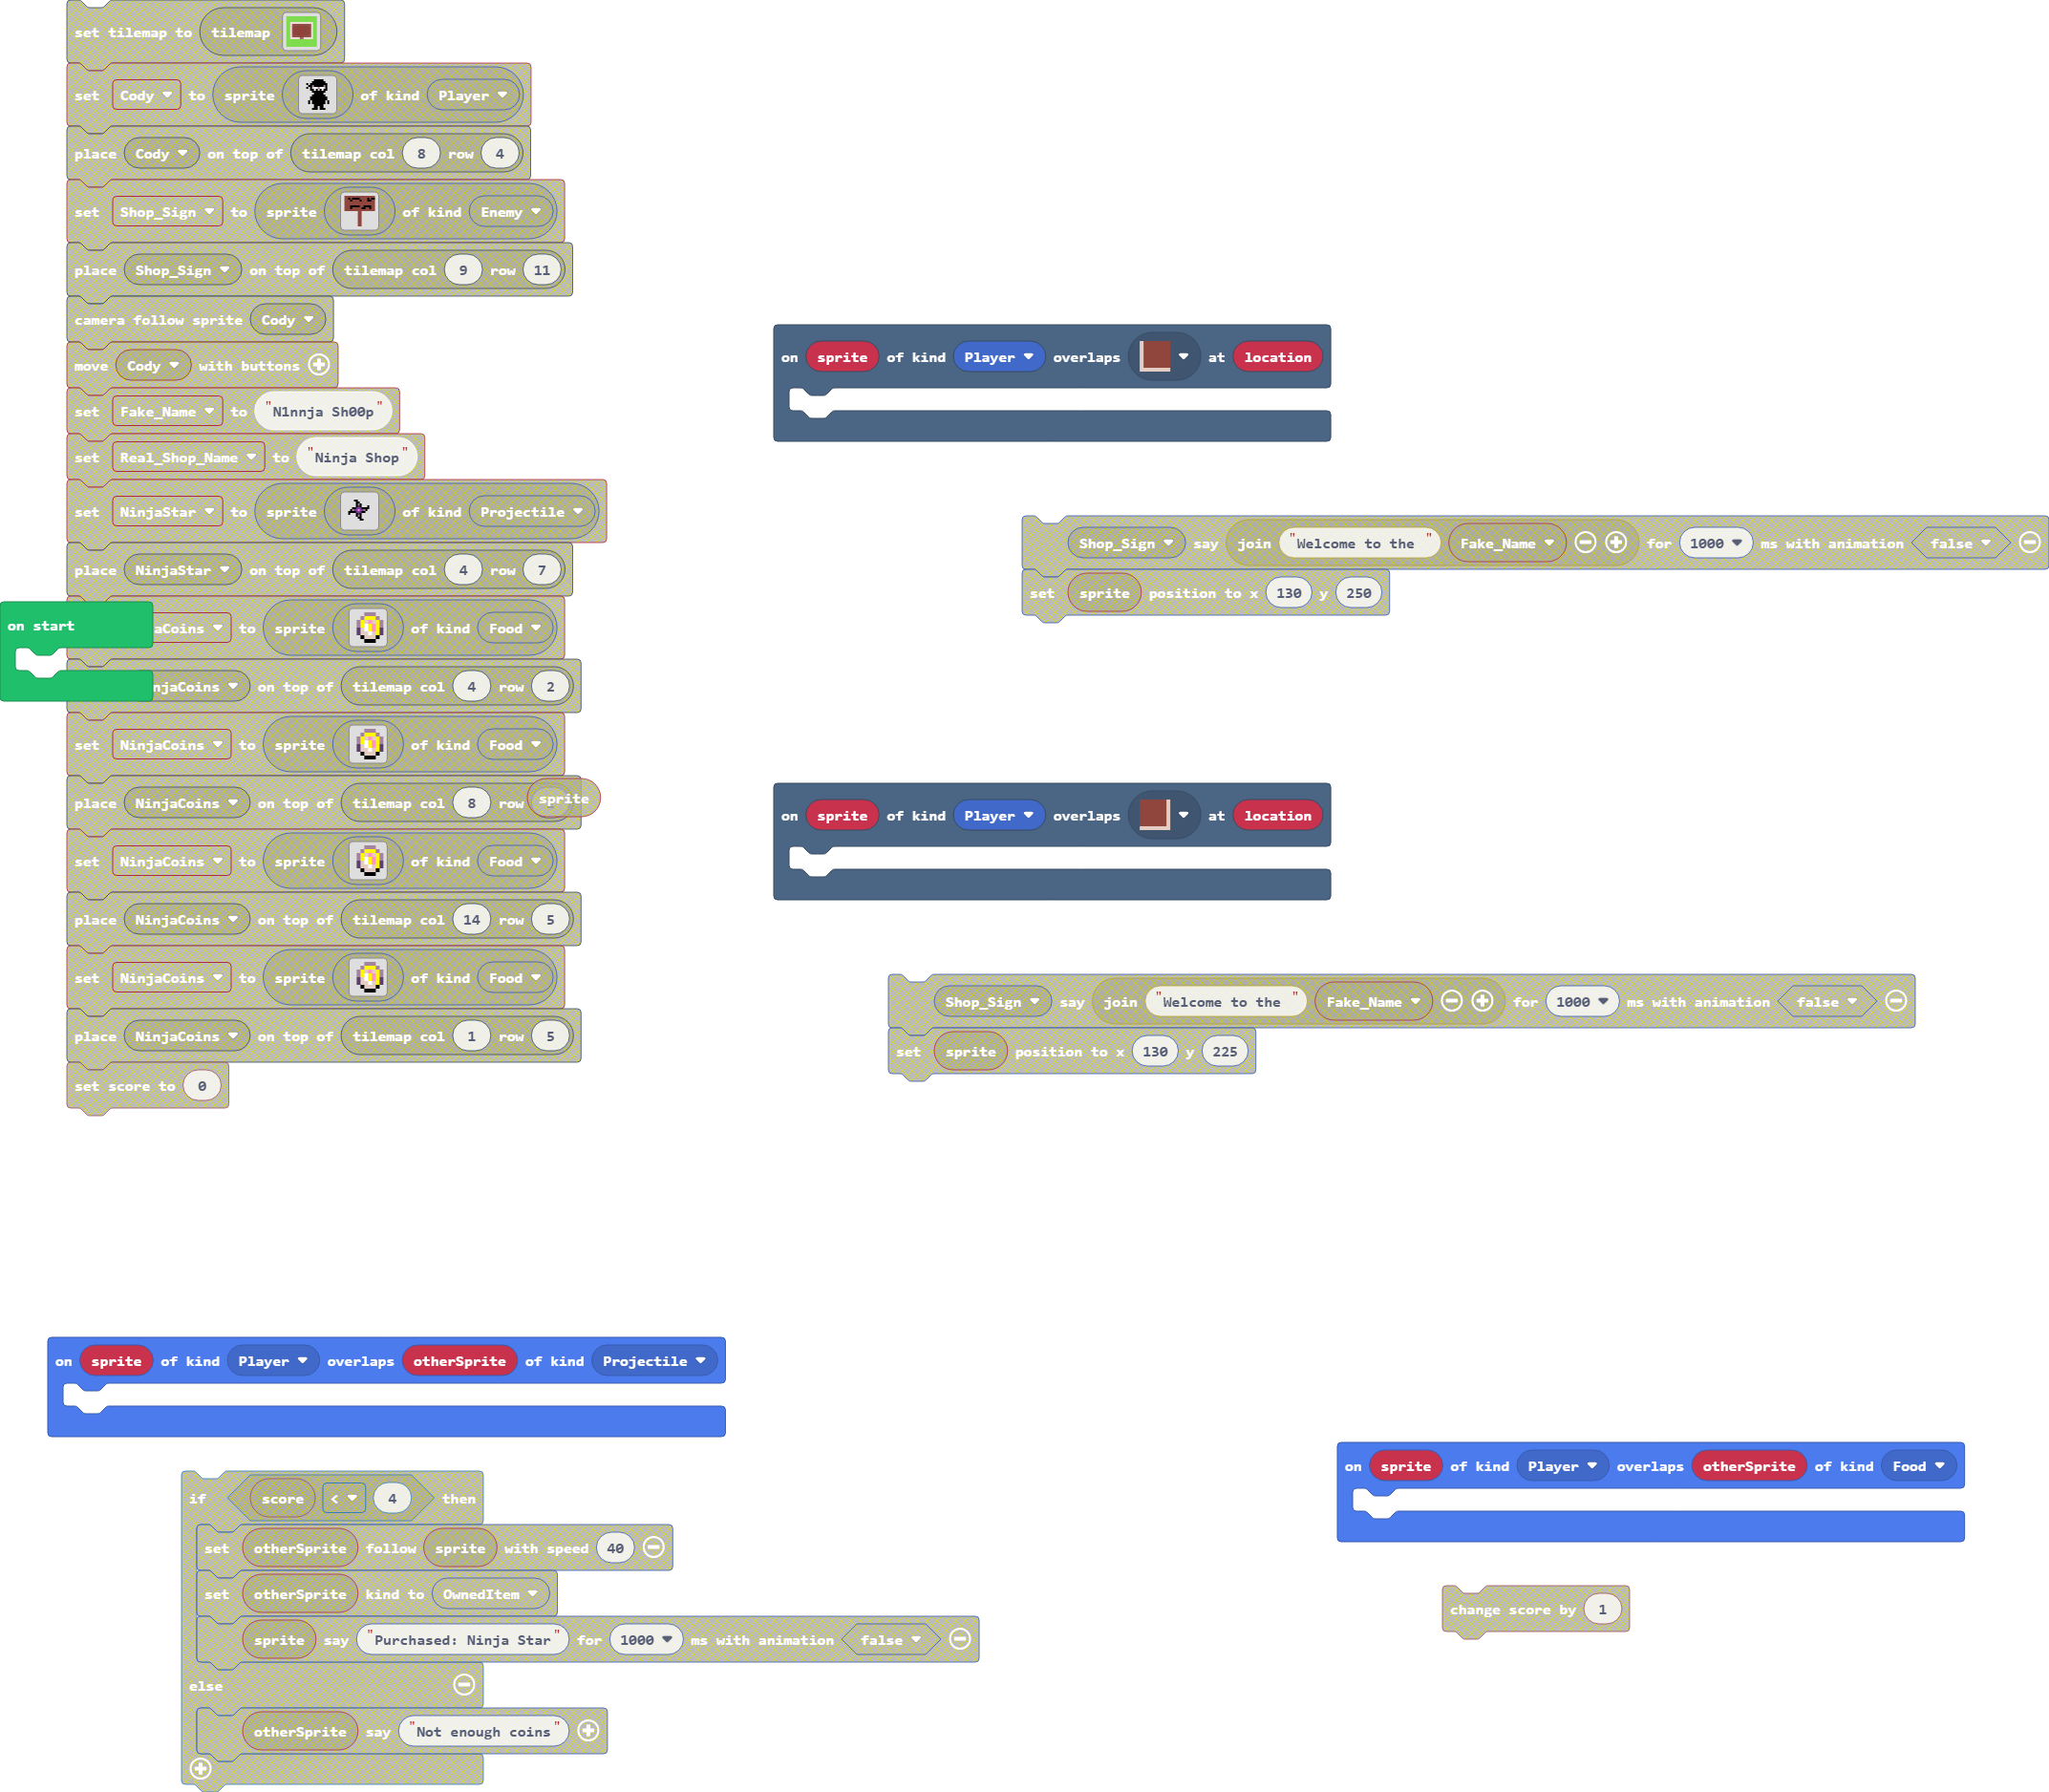 set tilemap to tilemap
set Cody to sprite of kind Player
place Cody on top of tilemap col 8 row 4
set Shop_Sign to sprite of kind Enemy
place Shop_Sign on top of tilemap col 9 row 11
camera follow sprite Cody
move Cody with buttons
set Fake_Name to "N1nnja Sh00p"
set Real_Shop_Name to "Ninja Shop"
set NinjaStar to sprite of kind Projectile
place NinjaStar on top of tilemap col 4 row 7
on start
aCoins to sprite of kind Food
njaCoins on top of tilemap col 4 row 2
set NinjaCoins to sprite of kind Food
place NinjaCoins on top of tilemap col 8 row
sprite
set NinjaCoins to sprite of kind Food
place NinjaCoins on top of tilemap col 14 row 5
set NinjaCoins to sprite of kind Food
place NinjaCoins on top of tilemap col 1 row 5
set score to 0
on sprite of kind Player overlaps at location
Shop_Sign say join "Welcome to the " Fake_Name for 1000 ms with animation false
set sprite position to x 130 y 250
on sprite of kind Player overlaps at location
Shop_Sign say join "Welcome to the " Fake_Name for 1000 ms with animation false
set sprite position to x 130 y 225
on sprite of kind Player overlaps otherSprite of kind Projectile
if score < 4 then
set otherSprite follow sprite with speed 40
set otherSprite kind to OwnedItem
sprite say "Purchased: Ninja Star" for 1000 ms with animation false
else
otherSprite say "Not enough coins"
on sprite of kind Player overlaps otherSprite of kind Food
change score by 1